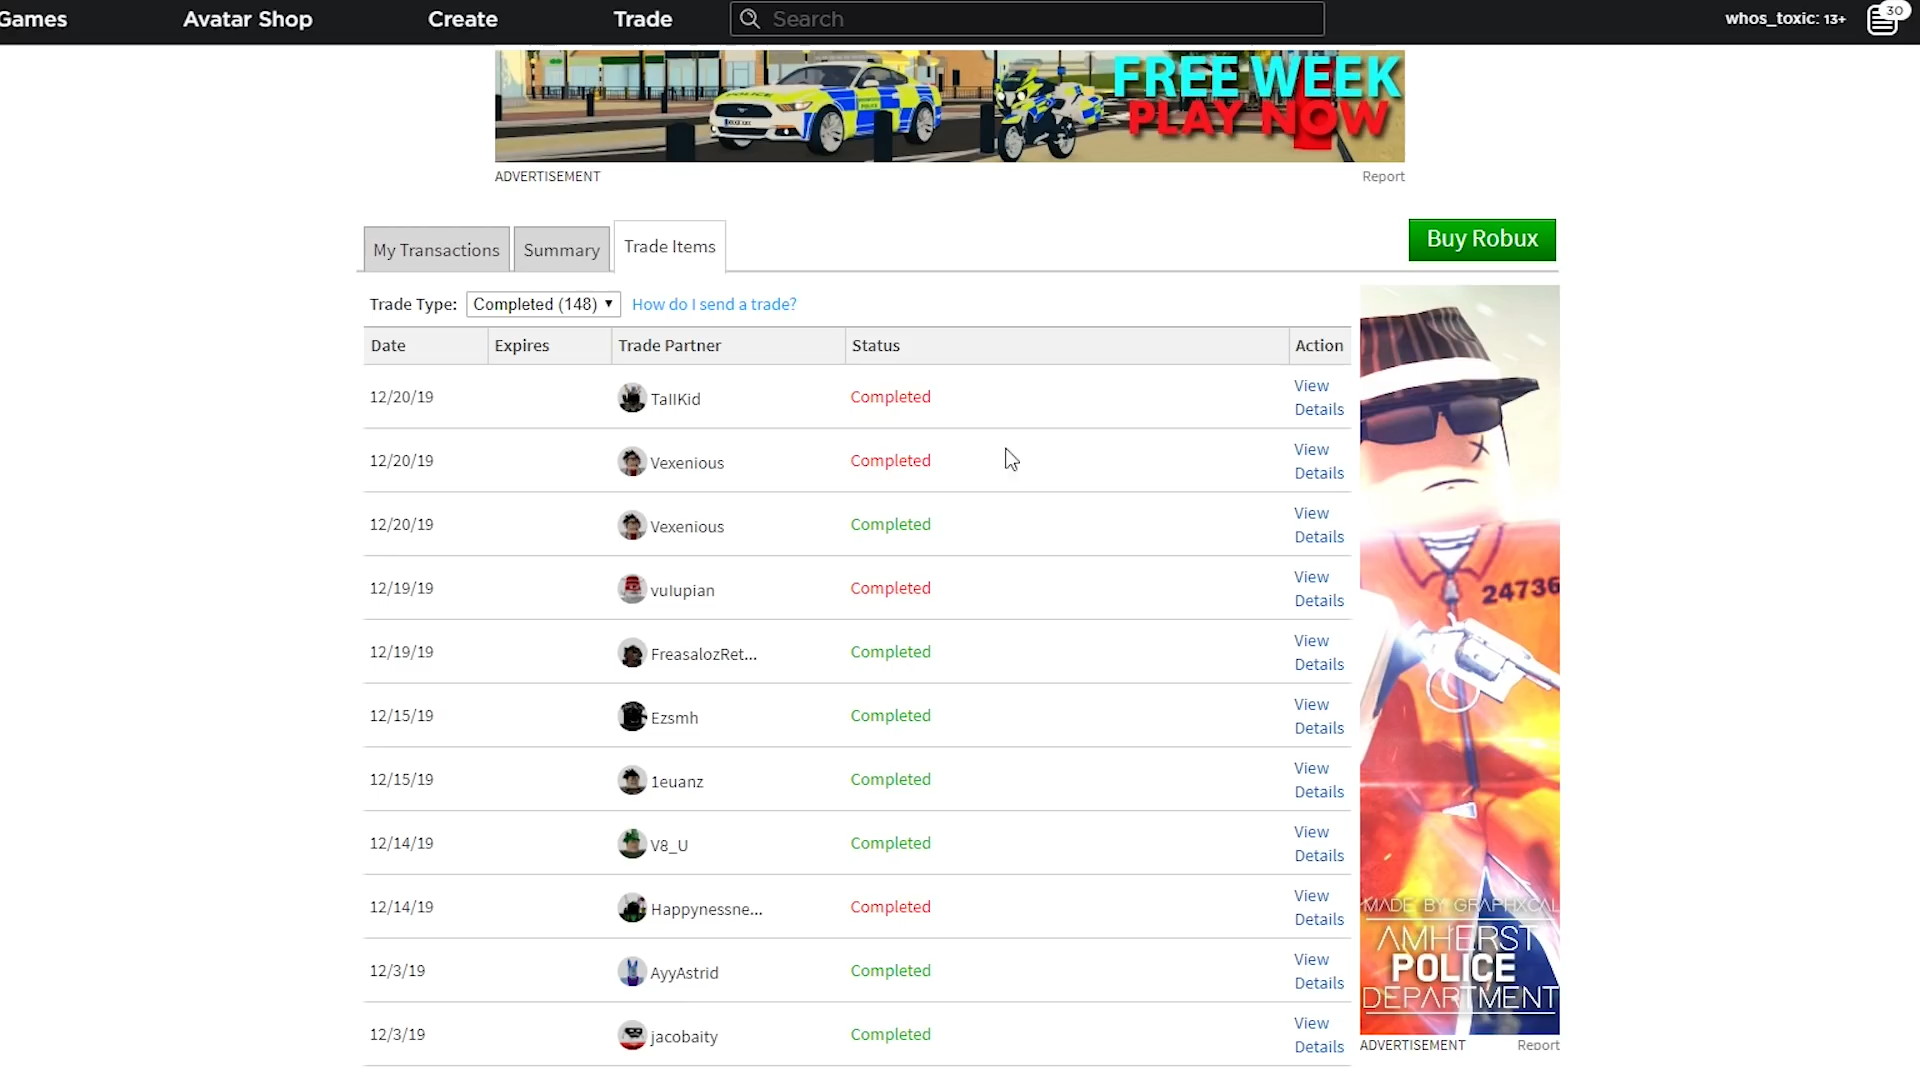 Games Avatar Shop Create Trade Search whos_toxic: 13+ 30
POLICE
FREE WEEK
PLAY NOW
ADVERTISEMENT Report
My Transactions Summary Trade Items Buy Robux
Trade Type: Completed (148) How do I send a trade?
Date Expires Trade Partner Status Action
12/20/19 TallKid Completed View Details
12/20/19 Vexenious Completed View Details
12/20/19 Vexenious Completed View Details
12/19/19 vulupian Completed View Details
12/19/19 FreasalozRet... Completed View Details
12/15/19 Ezsmh Completed View Details
12/15/19 1euanz Completed View Details
12/14/19 V8_U Completed View Details
12/14/19 Happynessne... Completed View Details
12/3/19 AyyAstrid Completed View Details
12/3/19 jacobaity Completed View Details
24736
MADE BY GRAPHXCAL
AMHERST
POLICE
DEPARTMENT
ADVERTISEMENT Report